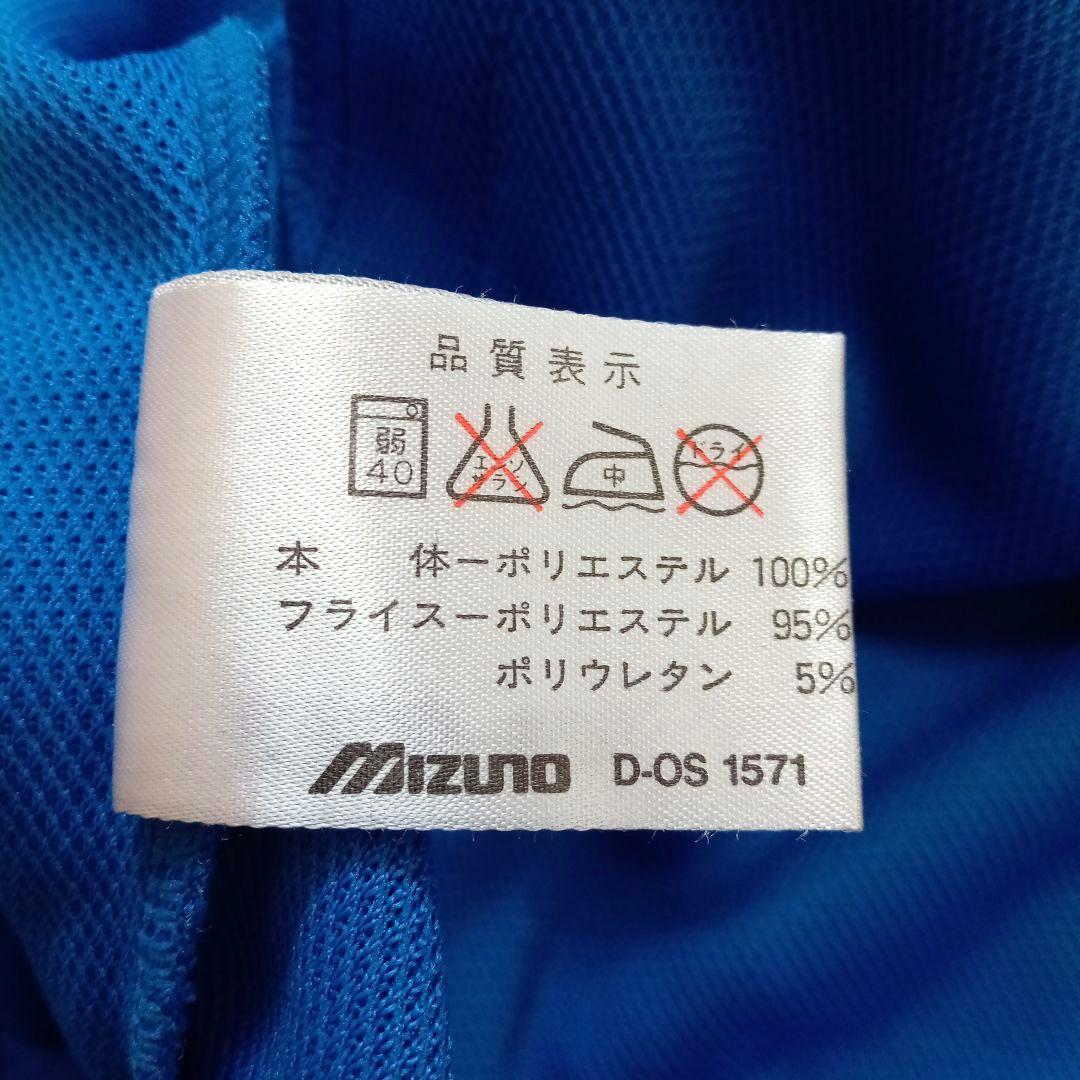 品質表示
弱 エンソ 中 ドライ
40 サラシ
本　体ーポリエステル 100%
フライスーポリエステル 95%
ポリウレタン 5%
Mizuno D-OS 1571